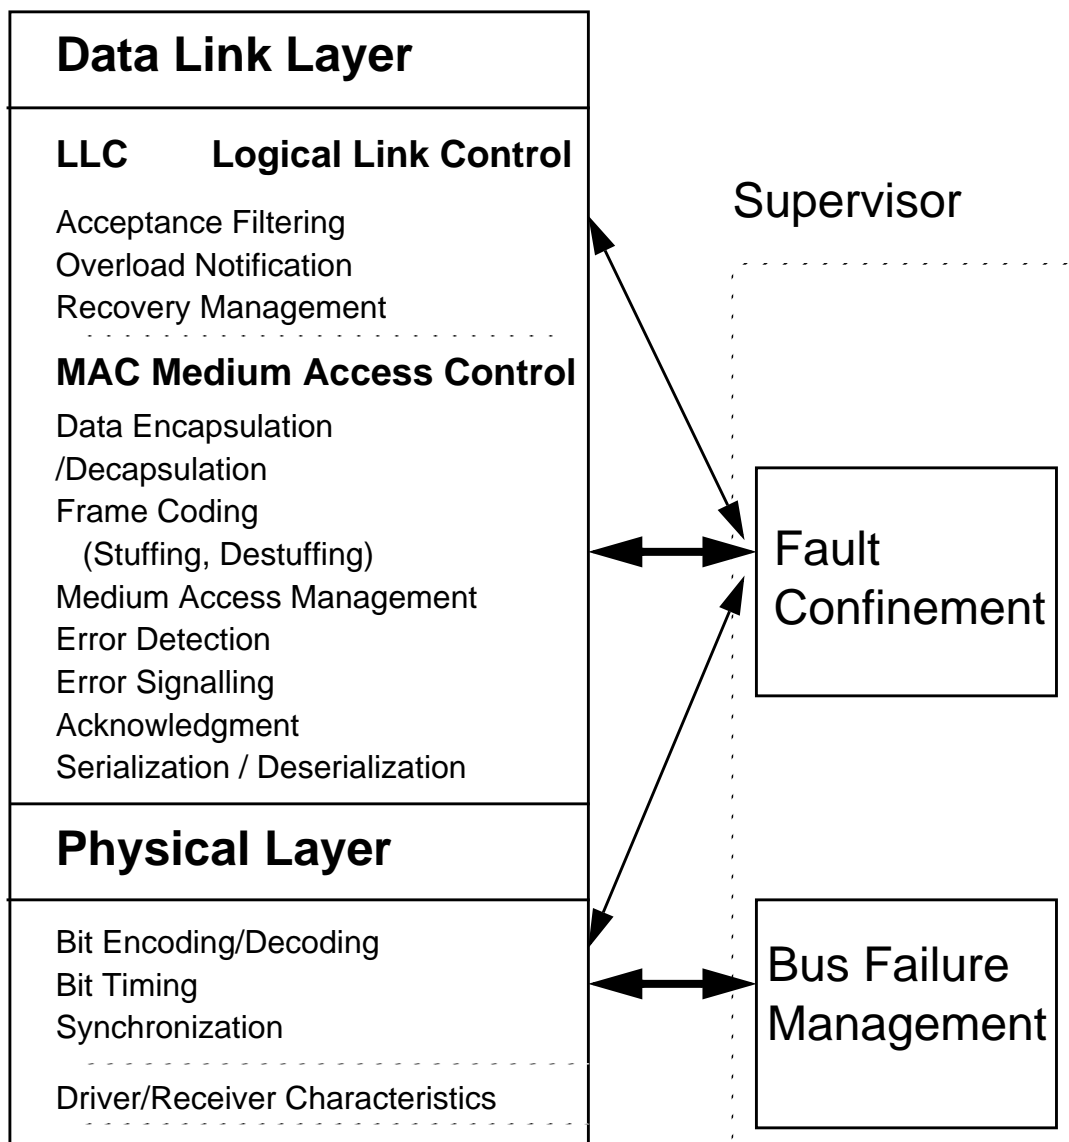 Data Link Layer
LLC Logical Link Control
Acceptance Filtering
Overload Notification
Recovery Management
MAC Medium Access Control
Data Encapsulation
/Decapsulation
Frame Coding
(Stuffing, Destuffing)
Medium Access Management
Error Detection
Error Signalling
Acknowledgment
Serialization / Deserialization
Physical Layer
Bit Encoding/Decoding
Bit Timing
Synchronization
Driver/Receiver Characteristics
Supervisor
Fault
Confinement
Bus Failure
Management